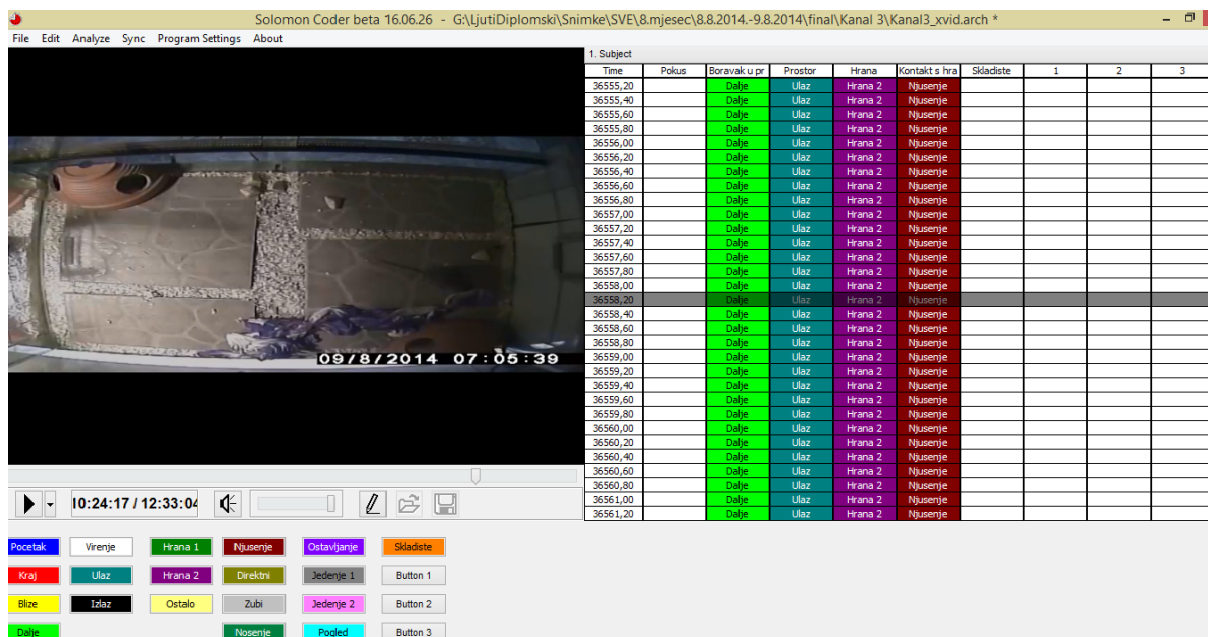 Solomon Coder beta 16.06.26 - G:\LjutiDiplomski\Snimke\SVE\8.mjesec\8.8.2014.-9.8.2014\final\Kanal 3\Kanal3_xvid.arch *
File Edit Analyze Sync Program Settings About
1. Subject
Time Pokus Boravak u pr Prostor Hrana Kontakt s hra Skladiste 1 2 3
36555,20 Dalje Ulaz Hrana 2 Njusenje
36555,40 Dalje Ulaz Hrana 2 Njusenje
36555,60 Dalje Ulaz Hrana 2 Njusenje
36555,80 Dalje Ulaz Hrana 2 Njusenje
36556,00 Dalje Ulaz Hrana 2 Njusenje
36556,20 Dalje Ulaz Hrana 2 Njusenje
36556,40 Dalje Ulaz Hrana 2 Njusenje
36556,60 Dalje Ulaz Hrana 2 Njusenje
36556,80 Dalje Ulaz Hrana 2 Njusenje
36557,00 Dalje Ulaz Hrana 2 Njusenje
36557,20 Dalje Ulaz Hrana 2 Njusenje
36557,40 Dalje Ulaz Hrana 2 Njusenje
36557,60 Dalje Ulaz Hrana 2 Njusenje
36557,80 Dalje Ulaz Hrana 2 Njusenje
36558,00 Dalje Ulaz Hrana 2 Njusenje
36558,20 Dalje Ulaz Hrana 2 Njusenje
36558,40 Dalje Ulaz Hrana 2 Njusenje
36558,60 Dalje Ulaz Hrana 2 Njusenje
36558,80 Dalje Ulaz Hrana 2 Njusenje
36559,00 Dalje Ulaz Hrana 2 Njusenje
36559,20 Dalje Ulaz Hrana 2 Njusenje
36559,40 Dalje Ulaz Hrana 2 Njusenje
36559,60 Dalje Ulaz Hrana 2 Njusenje
36559,80 Dalje Ulaz Hrana 2 Njusenje
36560,00 Dalje Ulaz Hrana 2 Njusenje
36560,20 Dalje Ulaz Hrana 2 Njusenje
36560,40 Dalje Ulaz Hrana 2 Njusenje
36560,60 Dalje Ulaz Hrana 2 Njusenje
36560,80 Dalje Ulaz Hrana 2 Njusenje
36561,00 Dalje Ulaz Hrana 2 Njusenje
36561,20 Dalje Ulaz Hrana 2 Njusenje
09/8/2014 07:05:39
10:24:17 / 12:33:04
Pocetak Virenje Hrana 1 Njusenje Ostavljanje Skladiste
Kraj Ulaz Hrana 2 Direktni Jedenje 1 Button 1
Blize Izlaz Ostalo Zubi Jedenje 2 Button 2
Dalje Nosenje Pogled Button 3